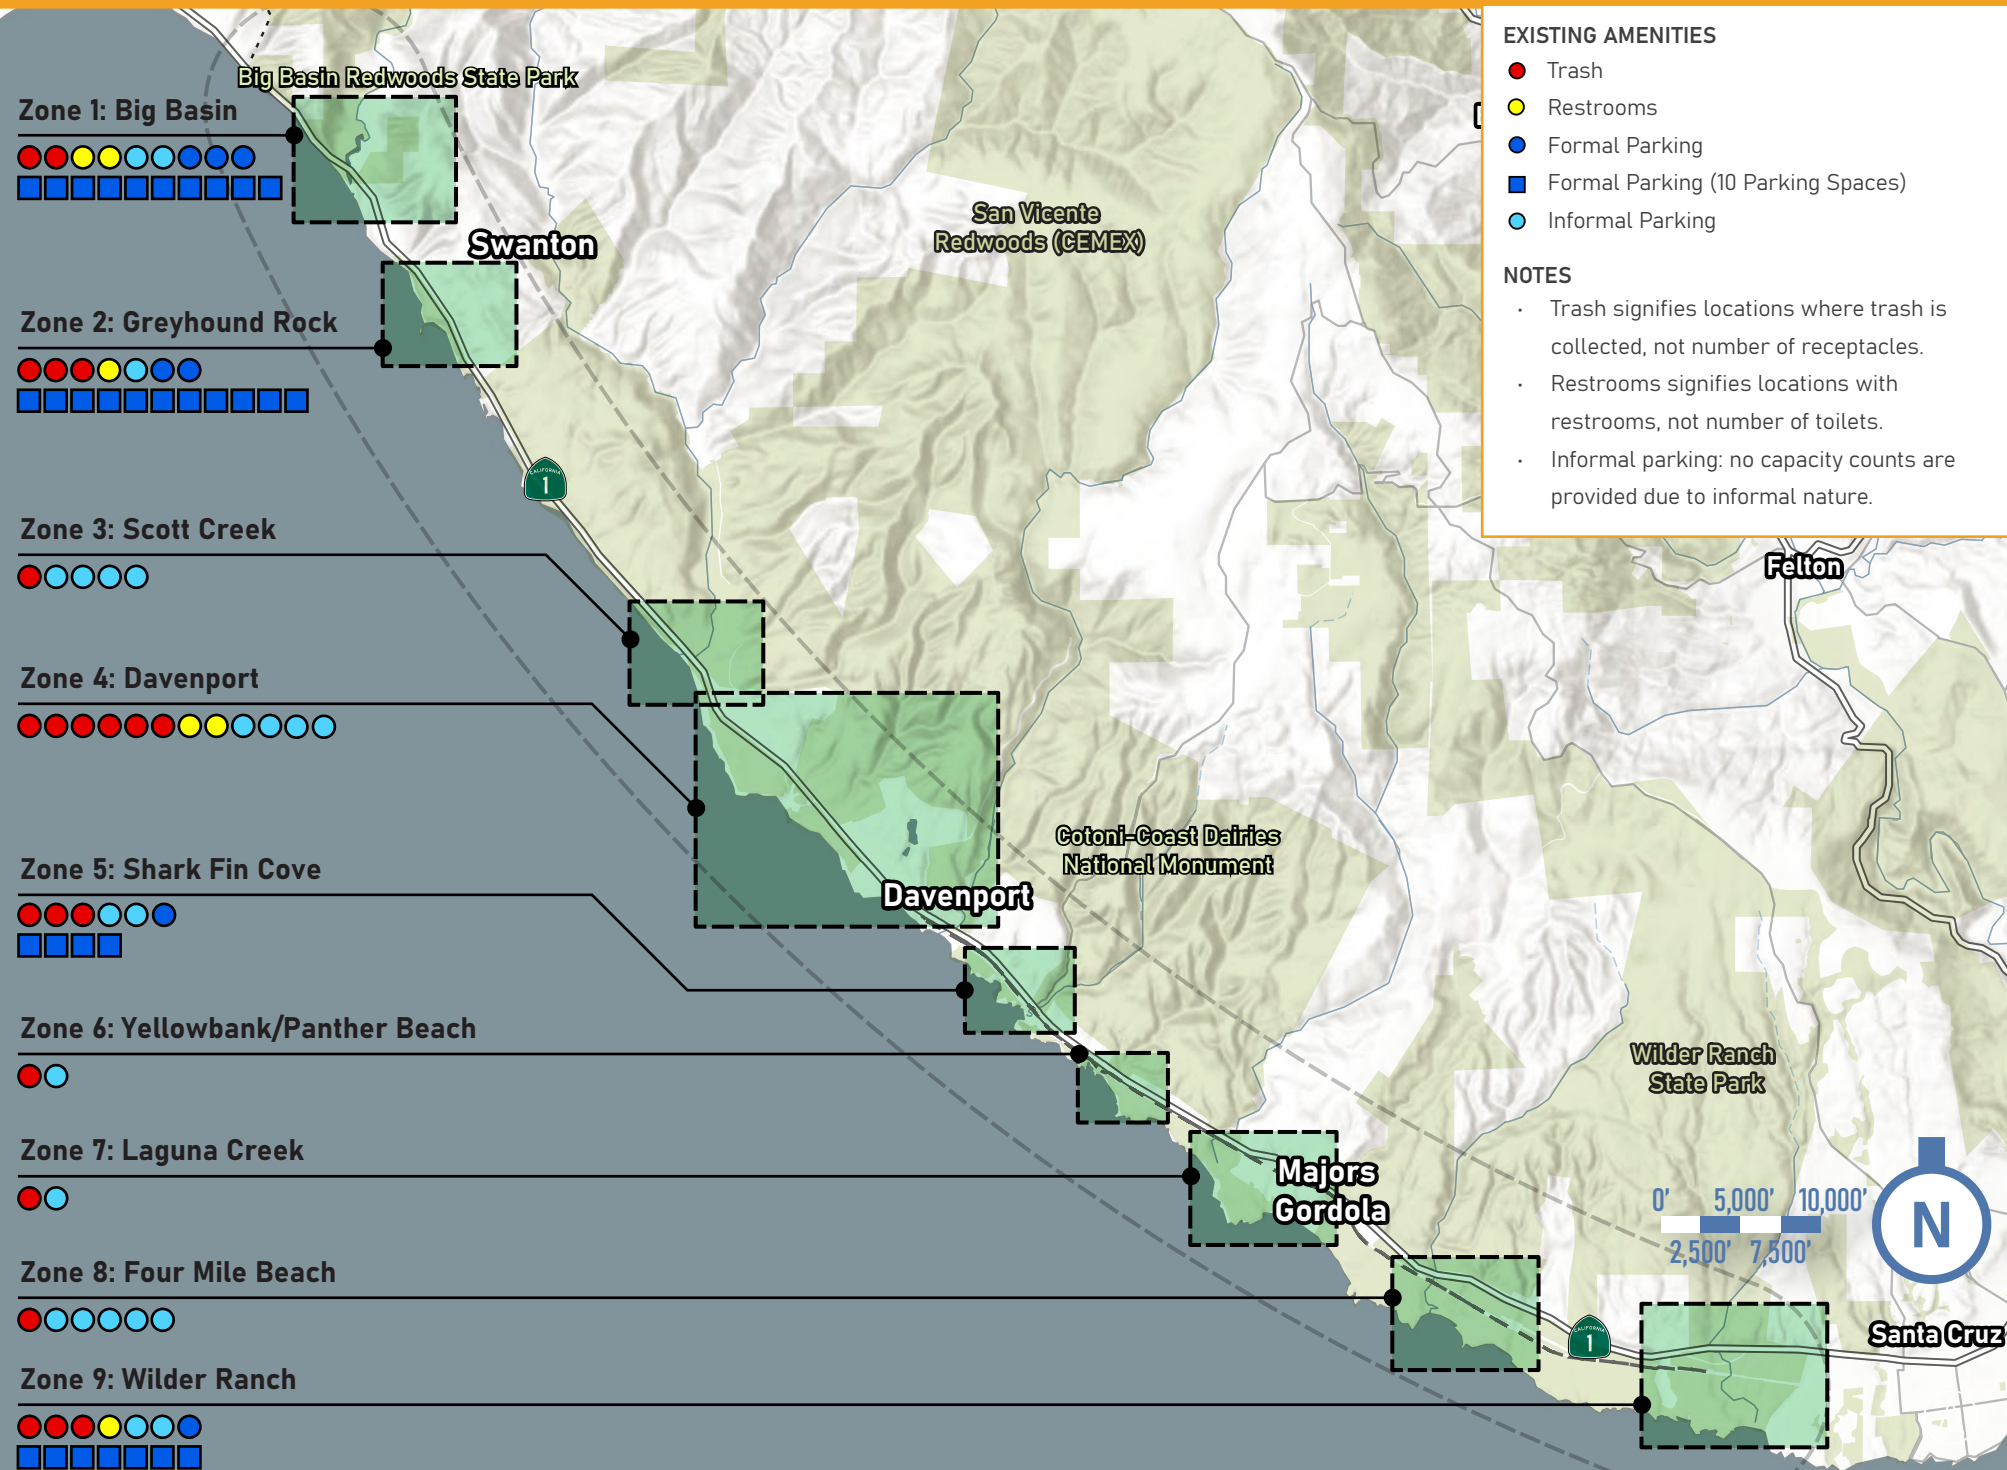 EXISTING AMENITIES
Trash
Restrooms
Formal Parking
Formal Parking (10 Parking Spaces)
Informal Parking
NOTES
· Trash signifies locations where trash is
collected, not number of receptacles.
· Restrooms signifies locations with
restrooms, not number of toilets.
· Informal parking: no capacity counts are
provided due to informal nature.
Big Basin Redwoods State Park
Zone 1: Big Basin
San Vicente
Redwoods (CEMEX)
Swanton
Zone 2: Greyhound Rock
CALIFORNIA
1
Zone 3: Scott Creek
Felton
Zone 4: Davenport
Cotoni-Coast Dairies
National Monument
Zone 5: Shark Fin Cove
Davenport
Zone 6: Yellowbank/Panther Beach
Wilder Ranch
State Park
Zone 7: Laguna Creek
Majors
Gordola
0' 5,000' 10,000'
2,500' 7,500'
N
Zone 8: Four Mile Beach
CALIFORNIA
1
Santa Cruz
Zone 9: Wilder Ranch